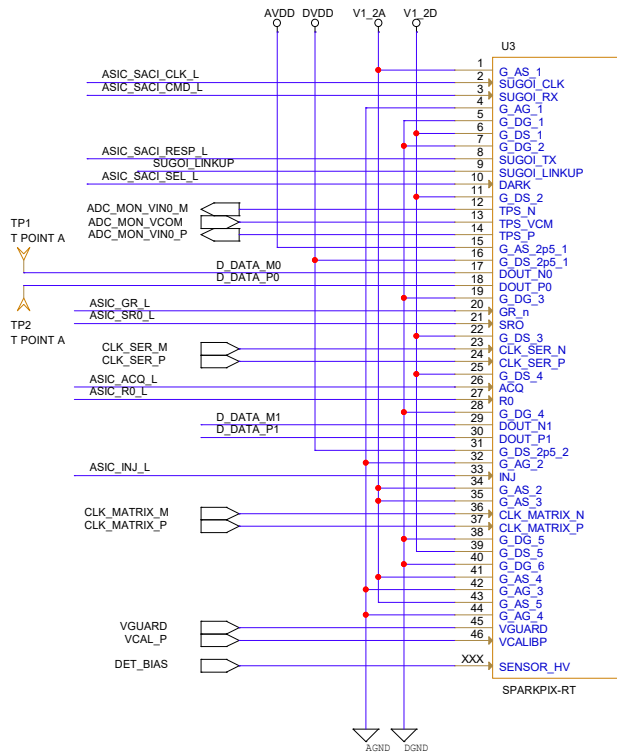 AVDD DVDD V1_2A V1_2D
U3
1 G_AS_1
ASIC_SACI_CLK_L 2 SUGOI_CLK
ASIC_SACI_CMD_L 3 SUGOI_RX
4 G_AG_1
5 G_DG_1
6 G_DS_1
7 G_DG_2
ASIC_SACI_RESP_L 8 SUGOI_TX
SUGOI_LINKUP 9 SUGOI_LINKUP
ASIC_SACI_SEL_L 10 DARK
11 G_DS_2
ADC_MON_VIN0_M 12 TPS_N
ADC_MON_VCOM 13 TPS_VCM
ADC_MON_VIN0_P 14 TPS_P
TP1
T POINT A
15 G_AS_2p5_1
16 G_DS_2p5_1
D_DATA_M0 17 DOUT_N0
D_DATA_P0 18 DOUT_P0
19 G_DG_3
TP2
T POINT A
ASIC_GR_L 20 GR_n
ASIC_SR0_L 21 SRO
22 G_DS_3
CLK_SER_M 23 CLK_SER_N
CLK_SER_P 24 CLK_SER_P
25 G_DS_4
ASIC_ACQ_L 26 ACQ
ASIC_R0_L 27 R0
28 G_DG_4
D_DATA_M1 29 DOUT_N1
D_DATA_P1 30 DOUT_P1
31 G_DS_2p5_2
32 G_AG_2
ASIC_INJ_L 33 INJ
34 G_AS_2
35 G_AS_3
CLK_MATRIX_M 36 CLK_MATRIX_N
CLK_MATRIX_P 37 CLK_MATRIX_P
38 G_DG_5
39 G_DS_5
40 G_DG_6
41 G_AS_4
42 G_AG_3
43 G_AS_5
44 G_AG_4
VGUARD 45 VGUARD
VCAL_P 46 VCALIBP
DET_BIAS XXX SENSOR_HV
SPARKPIX-RT
AGND DGND